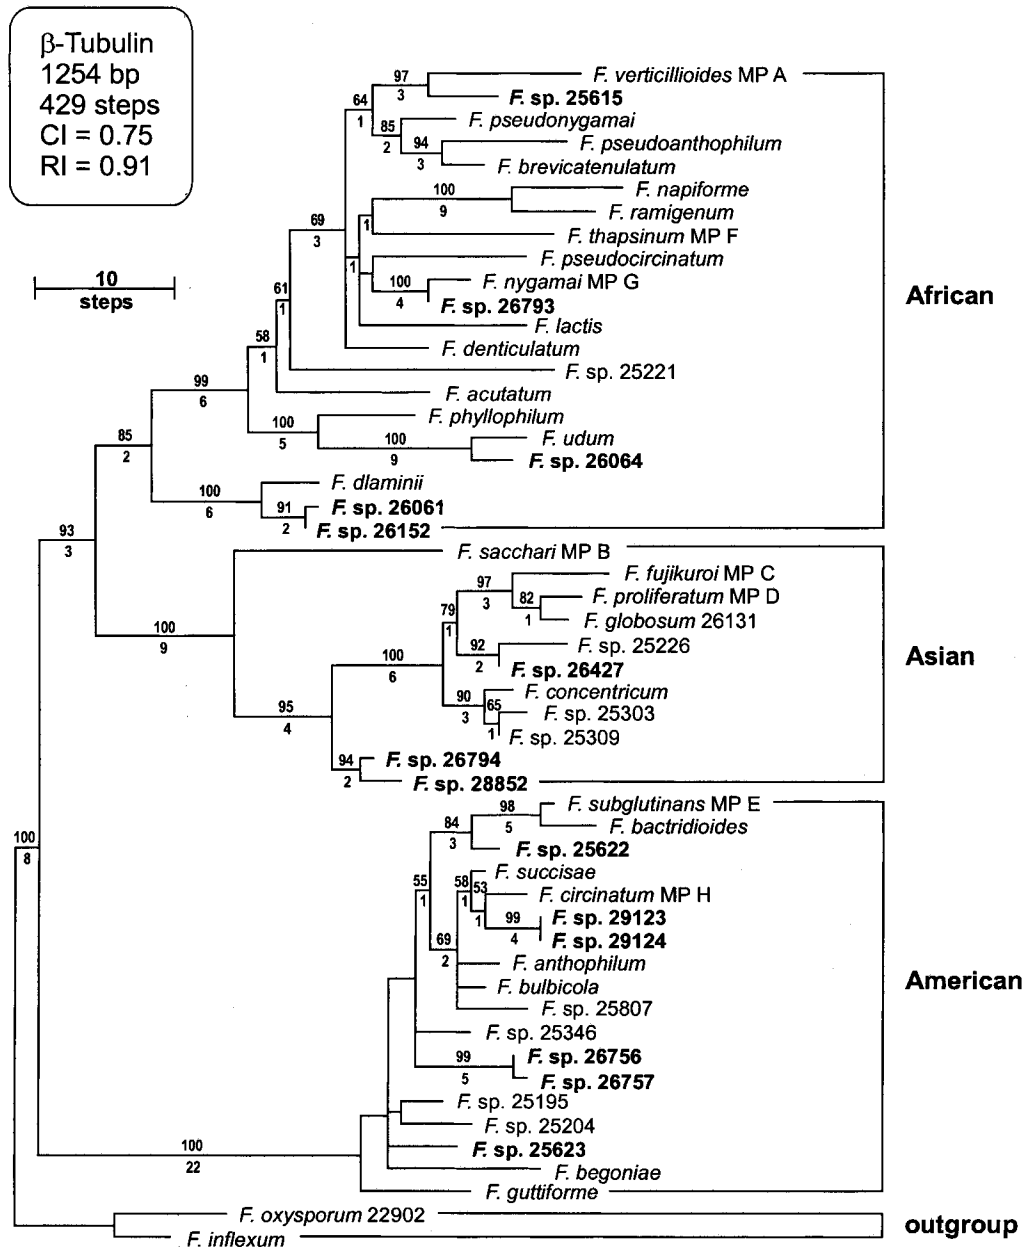 β-Tubulin
1254 bp
429 steps
CI = 0.75
RI = 0.91
10
steps
97
3
F. verticillioides MP A
F. sp. 25615
64
1
F. pseudonygamai
85
2
94
3
F. pseudoanthophilum
F. brevicatenulatum
100
9
F. napiforme
F. ramigenum
69
3
1
F. thapsinum MP F
1
F. pseudocircinatum
100
4
F. nygamai MP G
F. sp. 26793
African
61
1
F. lactis
58
1
F. denticulatum
F. sp. 25221
99
6
F. acutatum
F. phyllophilum
100
5
100
9
F. udum
F. sp. 26064
85
2
F. dlaminii
100
6
91
2
F. sp. 26061
F. sp. 26152
93
3
F. sacchari MP B
97
3
F. fujikuroi MP C
82
1
F. proliferatum MP D
F. globosum 26131
79
1
100
9
92
2
F. sp. 25226
F. sp. 26427
Asian
100
6
90
3
F. concentricum
65
1
F. sp. 25303
F. sp. 25309
95
4
94
2
F. sp. 26794
F. sp. 28852
98
5
F. subglutinans MP E
F. bactridioides
84
3
F. sp. 25622
100
8
55
1
58
1
F. succisae
53
1
F. circinatum MP H
99
4
F. sp. 29123
F. sp. 29124
69
2
F. anthophilum
American
F. bulbicola
F. sp. 25807
F. sp. 25346
99
5
F. sp. 26756
F. sp. 26757
F. sp. 25195
F. sp. 25204
100
22
F. sp. 25623
F. begoniae
F. guttiforme
F. oxysporum 22902
F. inflexum
outgroup